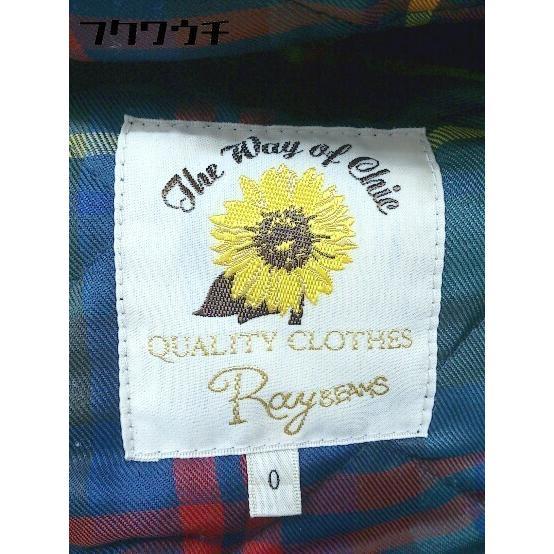 フクワウチ
The Way of Chic
QUALITY CLOTHES
Ray BEAMS
0